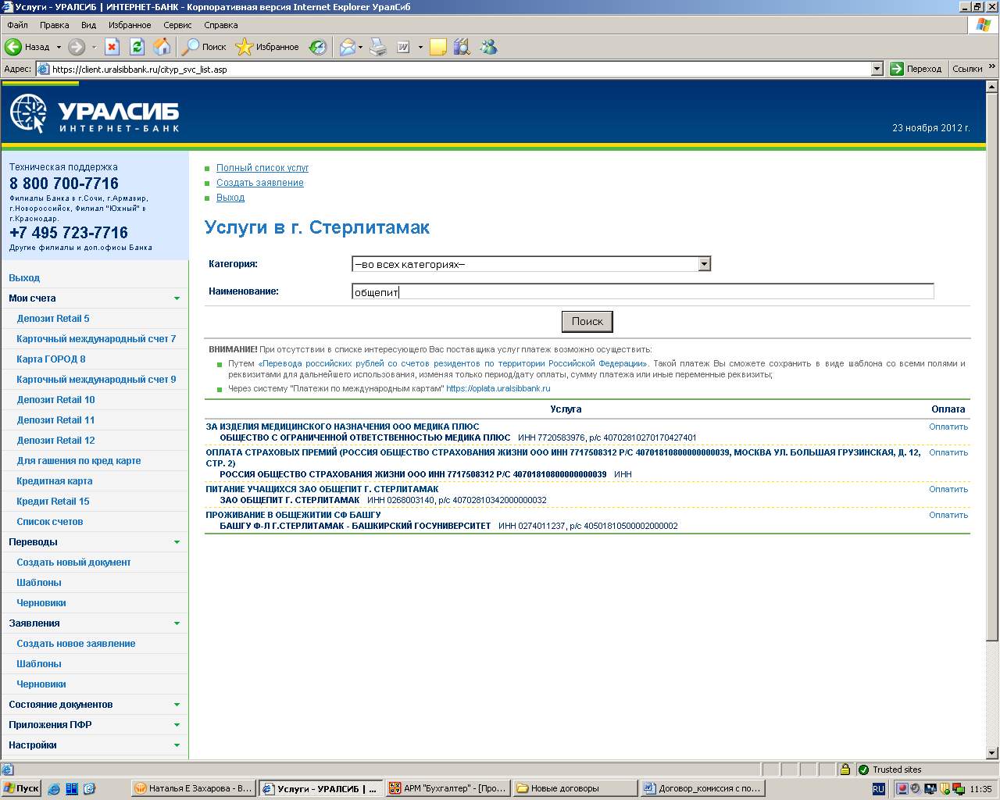 Услуги - УРАЛСИБ | ИНТЕРНЕТ-БАНК - Корпоративная версия Internet Explorer УралСиб
Файл Правка Вид Избранное Сервис Справка
Назад Поиск Избранное
Адрес: https://client.uralsibbank.ru/cityp_svc_list.asp Переход Ссылки »
УРАЛСИБ
ИНТЕРНЕТ-БАНК
23 ноября 2012 г.
Техническая поддержка
8 800 700-7716
Филиалы Банка в г.Сочи, г.Армавир,
г.Новороссийск, Филиал "Южный" в
г.Краснодар.
+7 495 723-7716
Другие филиалы и доп.офисы Банка
Выход
Мои счета
Депозит Retail 5
Карточный международный счет 7
Карта ГОРОД 8
Карточный международный счет 9
Депозит Retail 10
Депозит Retail 11
Депозит Retail 12
Для гашения по кред карте
Кредитная карта
Кредит Retail 15
Список счетов
Переводы
Создать новый документ
Шаблоны
Черновики
Заявления
Создать новое заявление
Шаблоны
Черновики
Состояние документов
Приложения ПФР
Настройки
Полный список услуг
Создать заявление
Выход
Услуги в г. Стерлитамак
Категория: --во всех категориях--
Наименование: общепит
Поиск
ВНИМАНИЕ! При отсутствии в списке интересующего Вас поставщика услуг платеж возможно осуществить:
Путем «Перевода российских рублей со счетов резидентов по территории Российской Федерации». Такой платеж Вы сможете сохранить в виде шаблона со всеми полями и
реквизитами для дальнейшего использования, изменяя только период/дату оплаты, сумму платежа или иные переменные реквизиты;
Через систему "Платежи по международным картам" https://oplata.uralsibbank.ru
Услуга Оплата
ЗА ИЗДЕЛИЯ МЕДИЦИНСКОГО НАЗНАЧЕНИЯ ООО МЕДИКА ПЛЮС Оплатить
ОБЩЕСТВО С ОГРАНИЧЕННОЙ ОТВЕТСТВЕННОСТЬЮ МЕДИКА ПЛЮС ИНН 7720583976, р/с 40702810270170427401
ОПЛАТА СТРАХОВЫХ ПРЕМИЙ (РОССИЯ ОБЩЕСТВО СТРАХОВАНИЯ ЖИЗНИ ООО ИНН 7717508312 Р/С 40701810800000000039, МОСКВА УЛ. БОЛЬШАЯ ГРУЗИНСКАЯ, Д. 12, Оплатить
СТР. 2)
РОССИЯ ОБЩЕСТВО СТРАХОВАНИЯ ЖИЗНИ ООО ИНН 7717508312 Р/С 40701810800000000039 ИНН
ПИТАНИЕ УЧАЩИХСЯ ЗАО ОБЩЕПИТ Г. СТЕРЛИТАМАК Оплатить
ЗАО ОБЩЕПИТ Г. СТЕРЛИТАМАК ИНН 0268003140, р/с 40702810342000000032
ПРОЖИВАНИЕ В ОБЩЕЖИТИИ СФ БАШГУ Оплатить
БАШГУ Ф-Л Г.СТЕРЛИТАМАК - БАШКИРСКИЙ ГОСУНИВЕРСИТЕТ ИНН 0274011237, р/с 40501810500002000002
Trusted sites
Пуск Наталья Е Захарова - В... Услуги - УРАЛСИБ | ... АРМ "Бухгалтер" - [Про... Новые договоры Договор_комиссия с по... RU 11:35